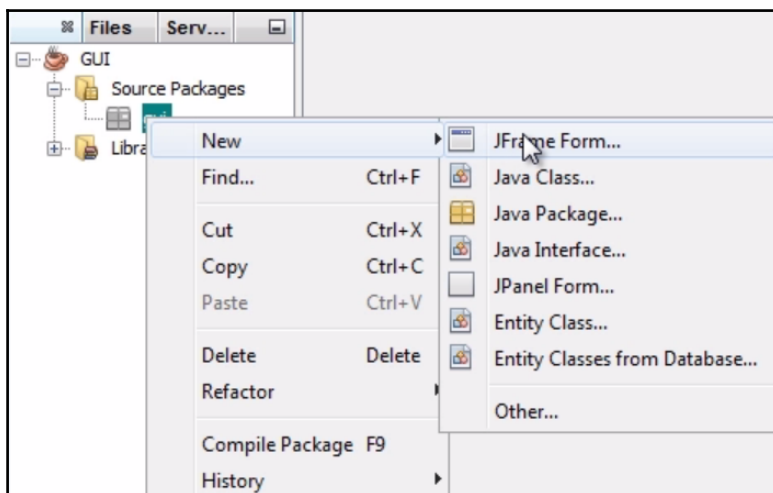 Files Serv...
GUI
Source Packages
gui
Libra
New
Find... Ctrl+F
Cut Ctrl+X
Copy Ctrl+C
Paste Ctrl+V
Delete Delete
Refactor
Compile Package F9
History
JFrame Form...
Java Class...
Java Package...
Java Interface...
JPanel Form...
Entity Class...
Entity Classes from Database...
Other...